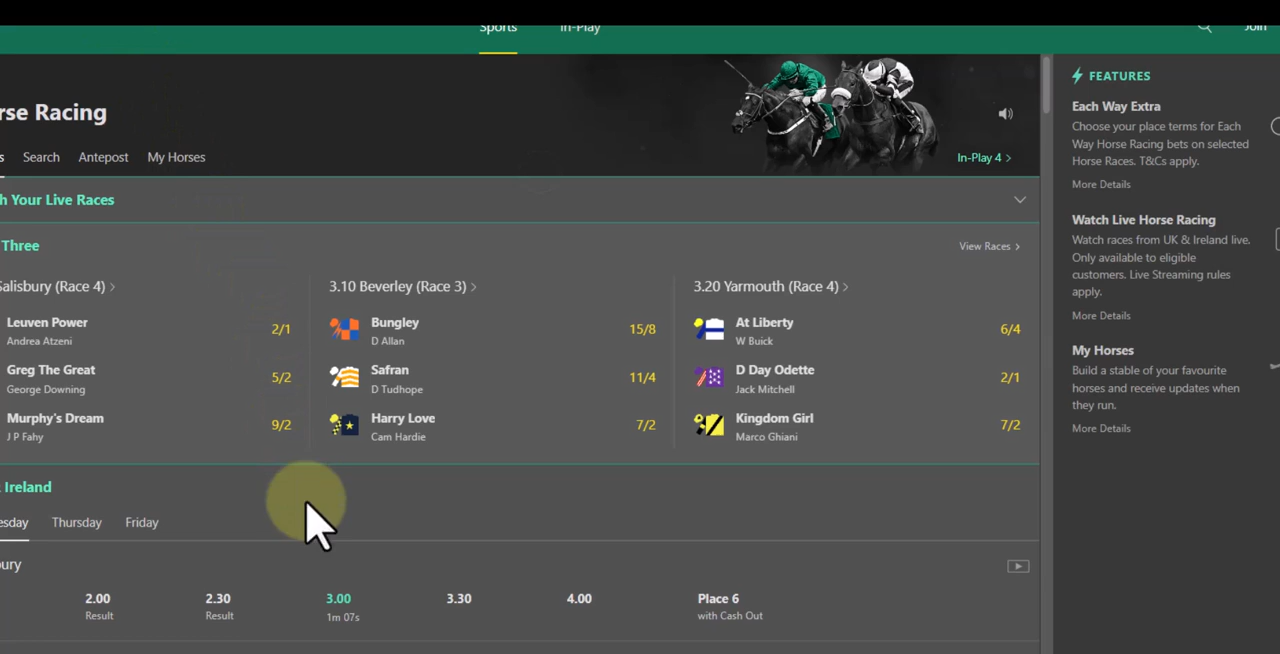 Sports In-Play Join
rse Racing
s Search Antepost My Horses
In-Play 4 >
h Your Live Races
Three
View Races >
Salisbury (Race 4) >
Leuven Power
Andrea Atzeni
2/1
Greg The Great
George Downing
5/2
Murphy's Dream
J P Fahy
9/2
3.10 Beverley (Race 3) >
Bungley
D Allan
15/8
Safran
D Tudhope
11/4
Harry Love
Cam Hardie
7/2
3.20 Yarmouth (Race 4) >
At Liberty
W Buick
6/4
D Day Odette
Jack Mitchell
2/1
Kingdom Girl
Marco Ghiani
7/2
Ireland
esday Thursday Friday
bury
2.00 2.30 3.00 3.30 4.00 Place 6
Result Result 1m 07s with Cash Out
FEATURES
Each Way Extra
Choose your place terms for Each
Way Horse Racing bets on selected
Horse Races. T&Cs apply.
More Details
Watch Live Horse Racing
Watch races from UK & Ireland live.
Only available to eligible
customers. Live Streaming rules
apply.
More Details
My Horses
Build a stable of your favourite
horses and receive updates when
they run.
More Details